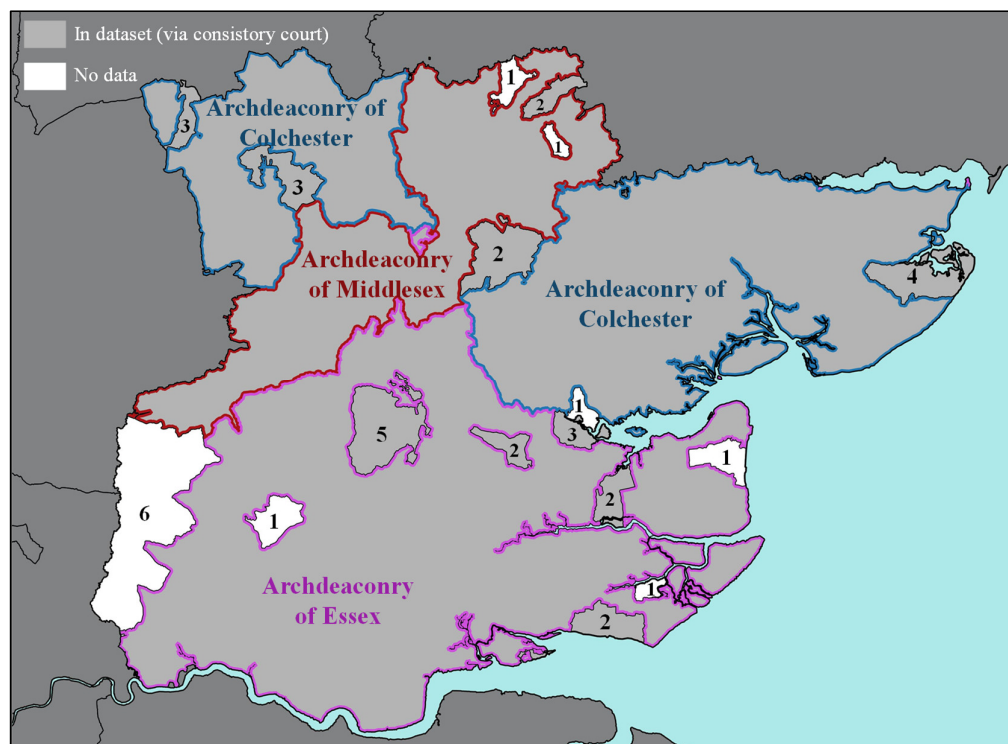 In dataset (via consistory court)
No data
1
Archdeaconry of
Colchester
2
3
1
3
2
Archdeaconry
of Middlesex
4
Archdeaconry of
Colchester
1
5
3
2
1
2
6
1
Archdeaconry
of Essex
1
2